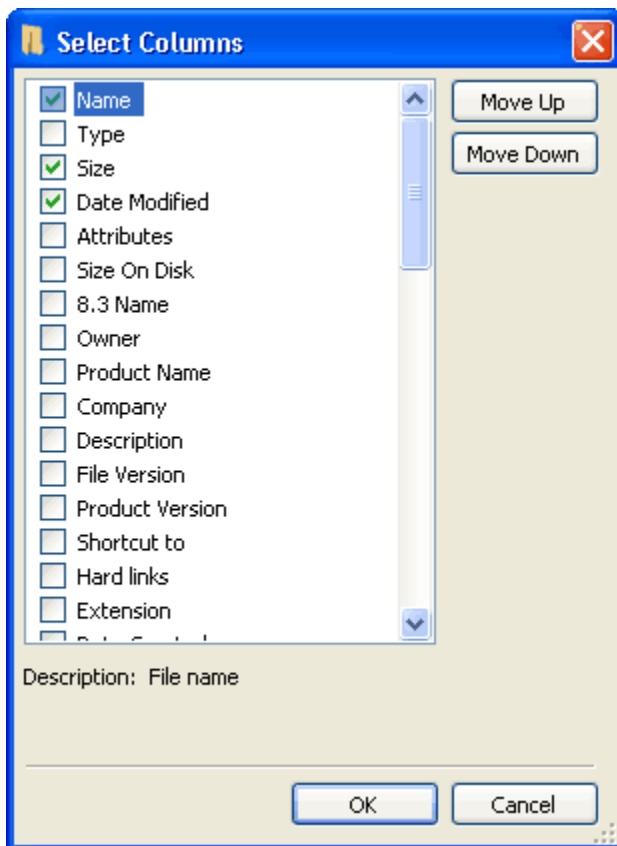 Select Columns
Name
Type
Size
Date Modified
Attributes
Size On Disk
8.3 Name
Owner
Product Name
Company
Description
File Version
Product Version
Shortcut to
Hard links
Extension
Move Up
Move Down
Description: File name
OK
Cancel